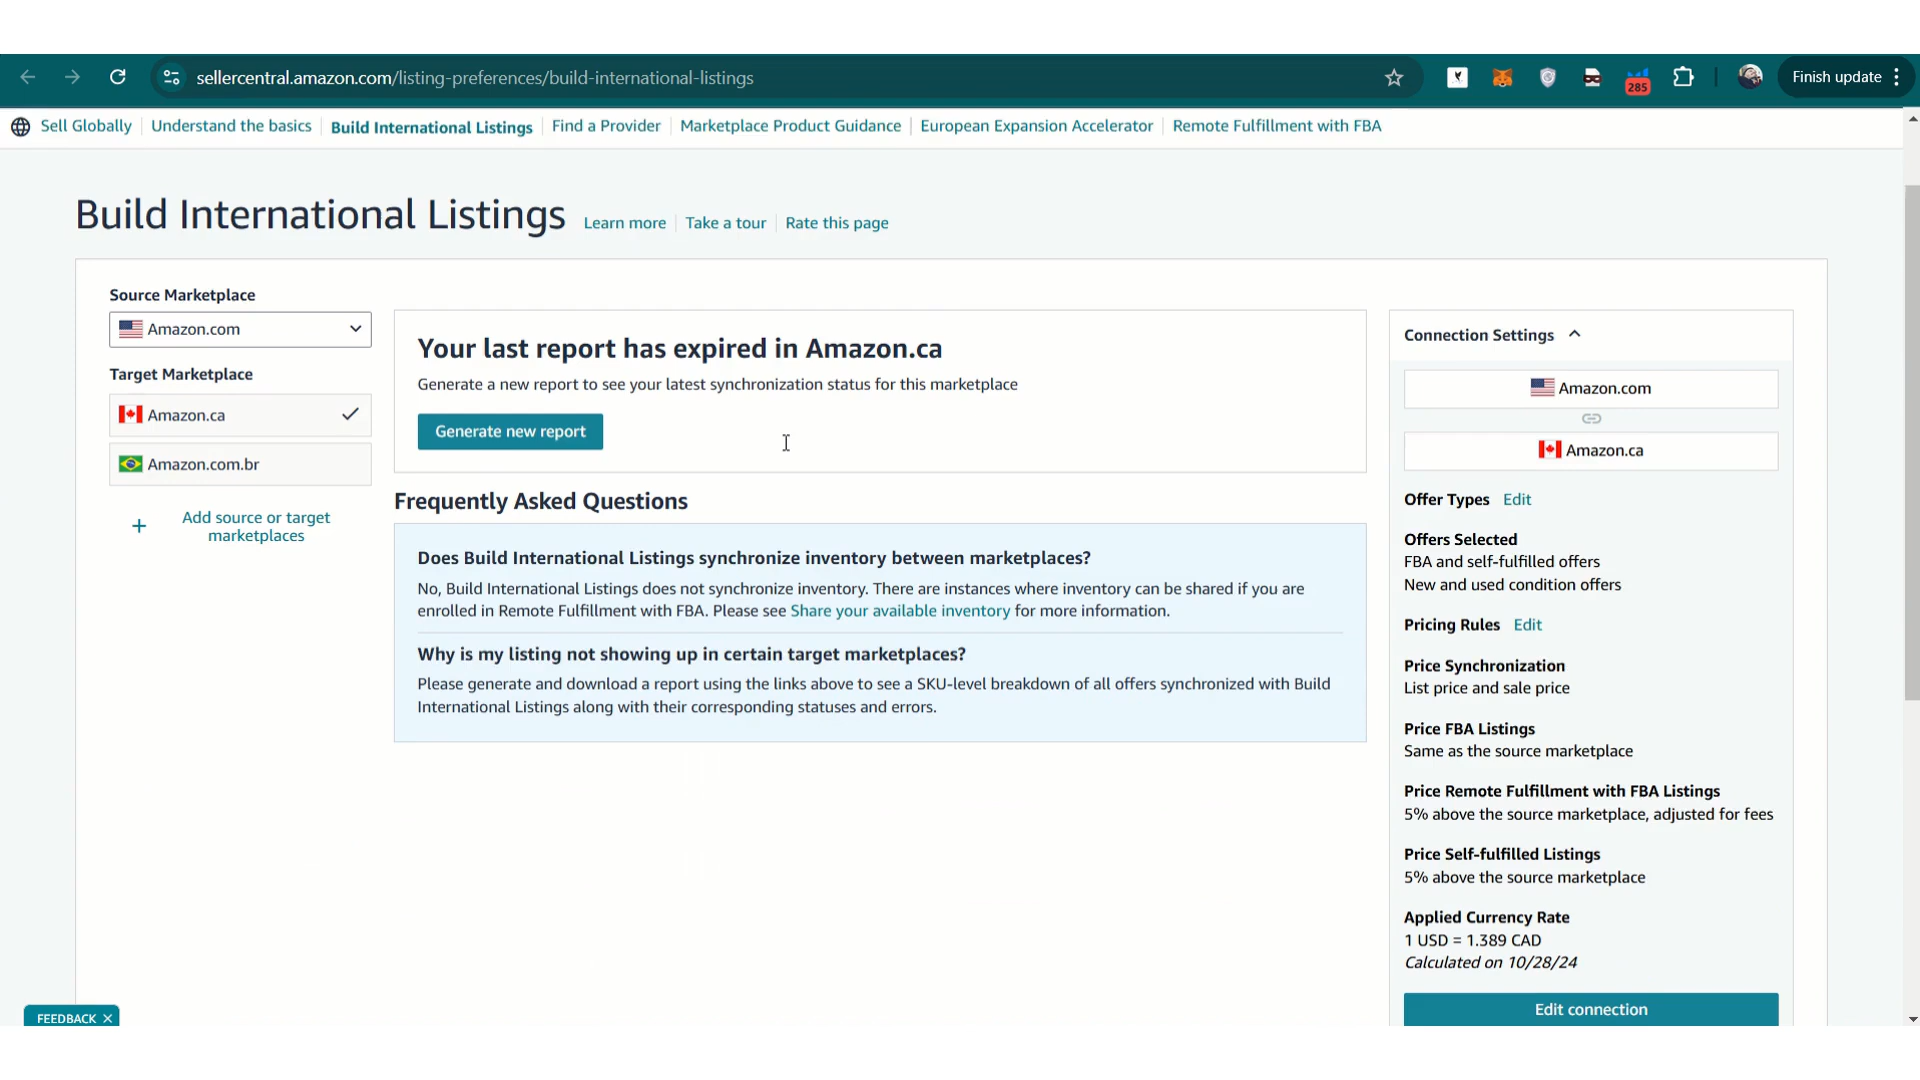 sellercentral.amazon.com/listing-preferences/build-international-listings
285
Finish update
Sell Globally
Understand the basics
Build International Listings
Find a Provider
Marketplace Product Guidance
European Expansion Accelerator
Remote Fulfillment with FBA
Build International Listings
Learn more
Take a tour
Rate this page
Source Marketplace
Amazon.com
Target Marketplace
Amazon.ca
Amazon.com.br
+ Add source or target
marketplaces
Your last report has expired in Amazon.ca
Generate a new report to see your latest synchronization status for this marketplace
Generate new report
Frequently Asked Questions
Does Build International Listings synchronize inventory between marketplaces?
No, Build International Listings does not synchronize inventory. There are instances where inventory can be shared if you are
enrolled in Remote Fulfillment with FBA. Please see Share your available inventory for more information.
Why is my listing not showing up in certain target marketplaces?
Please generate and download a report using the links above to see a SKU-level breakdown of all offers synchronized with Build
International Listings along with their corresponding statuses and errors.
Connection Settings
Amazon.com
Amazon.ca
Offer Types Edit
Offers Selected
FBA and self-fulfilled offers
New and used condition offers
Pricing Rules Edit
Price Synchronization
List price and sale price
Price FBA Listings
Same as the source marketplace
Price Remote Fulfillment with FBA Listings
5% above the source marketplace, adjusted for fees
Price Self-fulfilled Listings
5% above the source marketplace
Applied Currency Rate
1 USD = 1.389 CAD
Calculated on 10/28/24
Edit connection
FEEDBACK ×